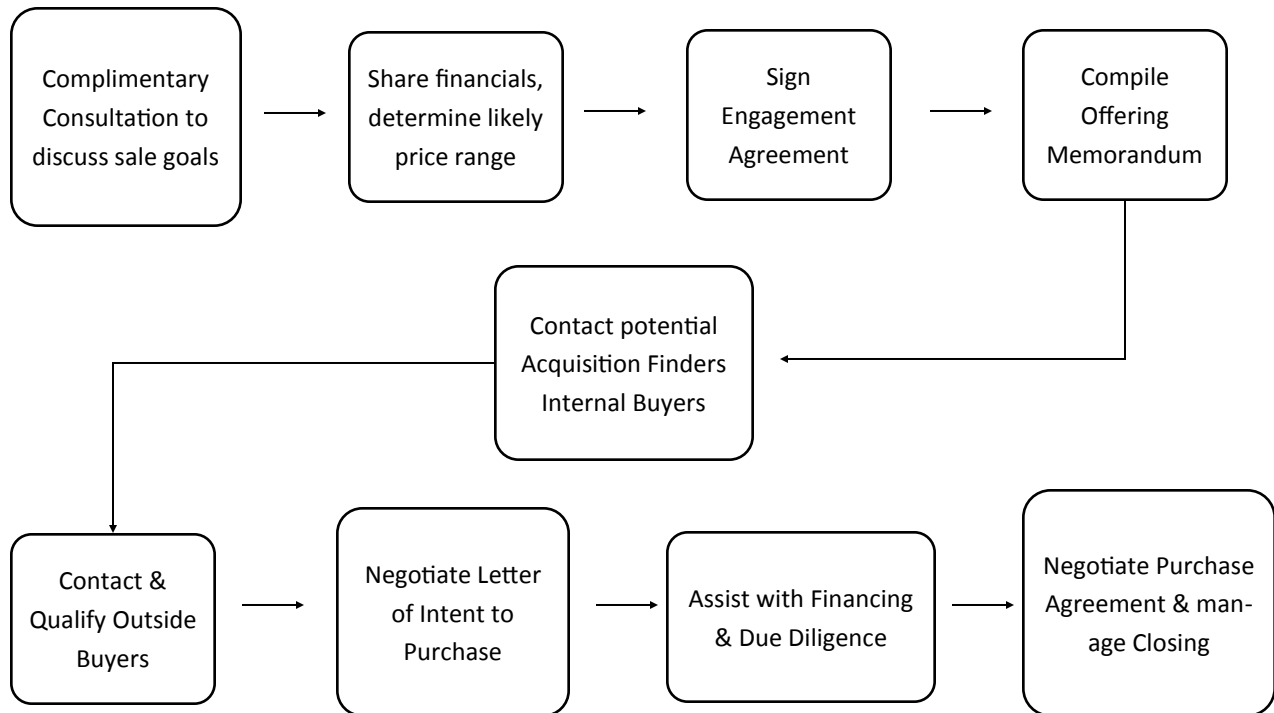 Complimentary
Consultation to
discuss sale goals
Share financials,
determine likely
price range
Sign
Engagement
Agreement
Compile
Offering
Memorandum
Contact potential
Acquisition Finders
Internal Buyers
Contact &
Qualify Outside
Buyers
Negotiate Letter
of Intent to
Purchase
Assist with Financing
& Due Diligence
Negotiate Purchase
Agreement & man-
age Closing